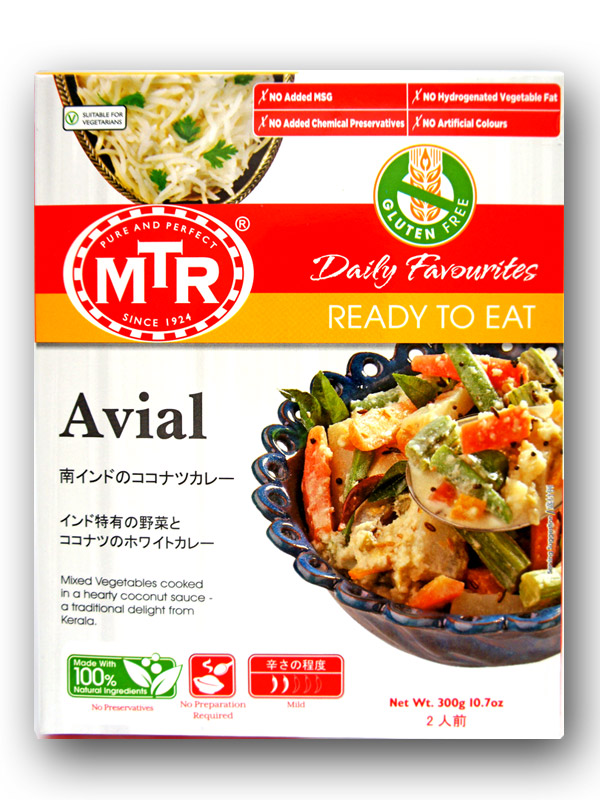 SUITABLE FOR
VEGETARIANS
NO Added MSG
NO Hydrogenated Vegetable Fat
NO Added Chemical Preservatives
NO Artificial Colours
GLUTEN FREE
PURE AND PERFECT
MTR
®
SINCE 1924
Daily Favourites
READY TO EAT
Avial
南インドのココナツカレー
インド特有の野菜と
ココナツのホワイトカレー
Mixed Vegetables cooked
in a hearty coconut sauce -
a traditional delight from
Kerala.
Made With
100%
Natural Ingredients
No Preservatives
No Preparation
Required
辛さの程度
Mild
Net Wt. 300g 10.7oz
2人前